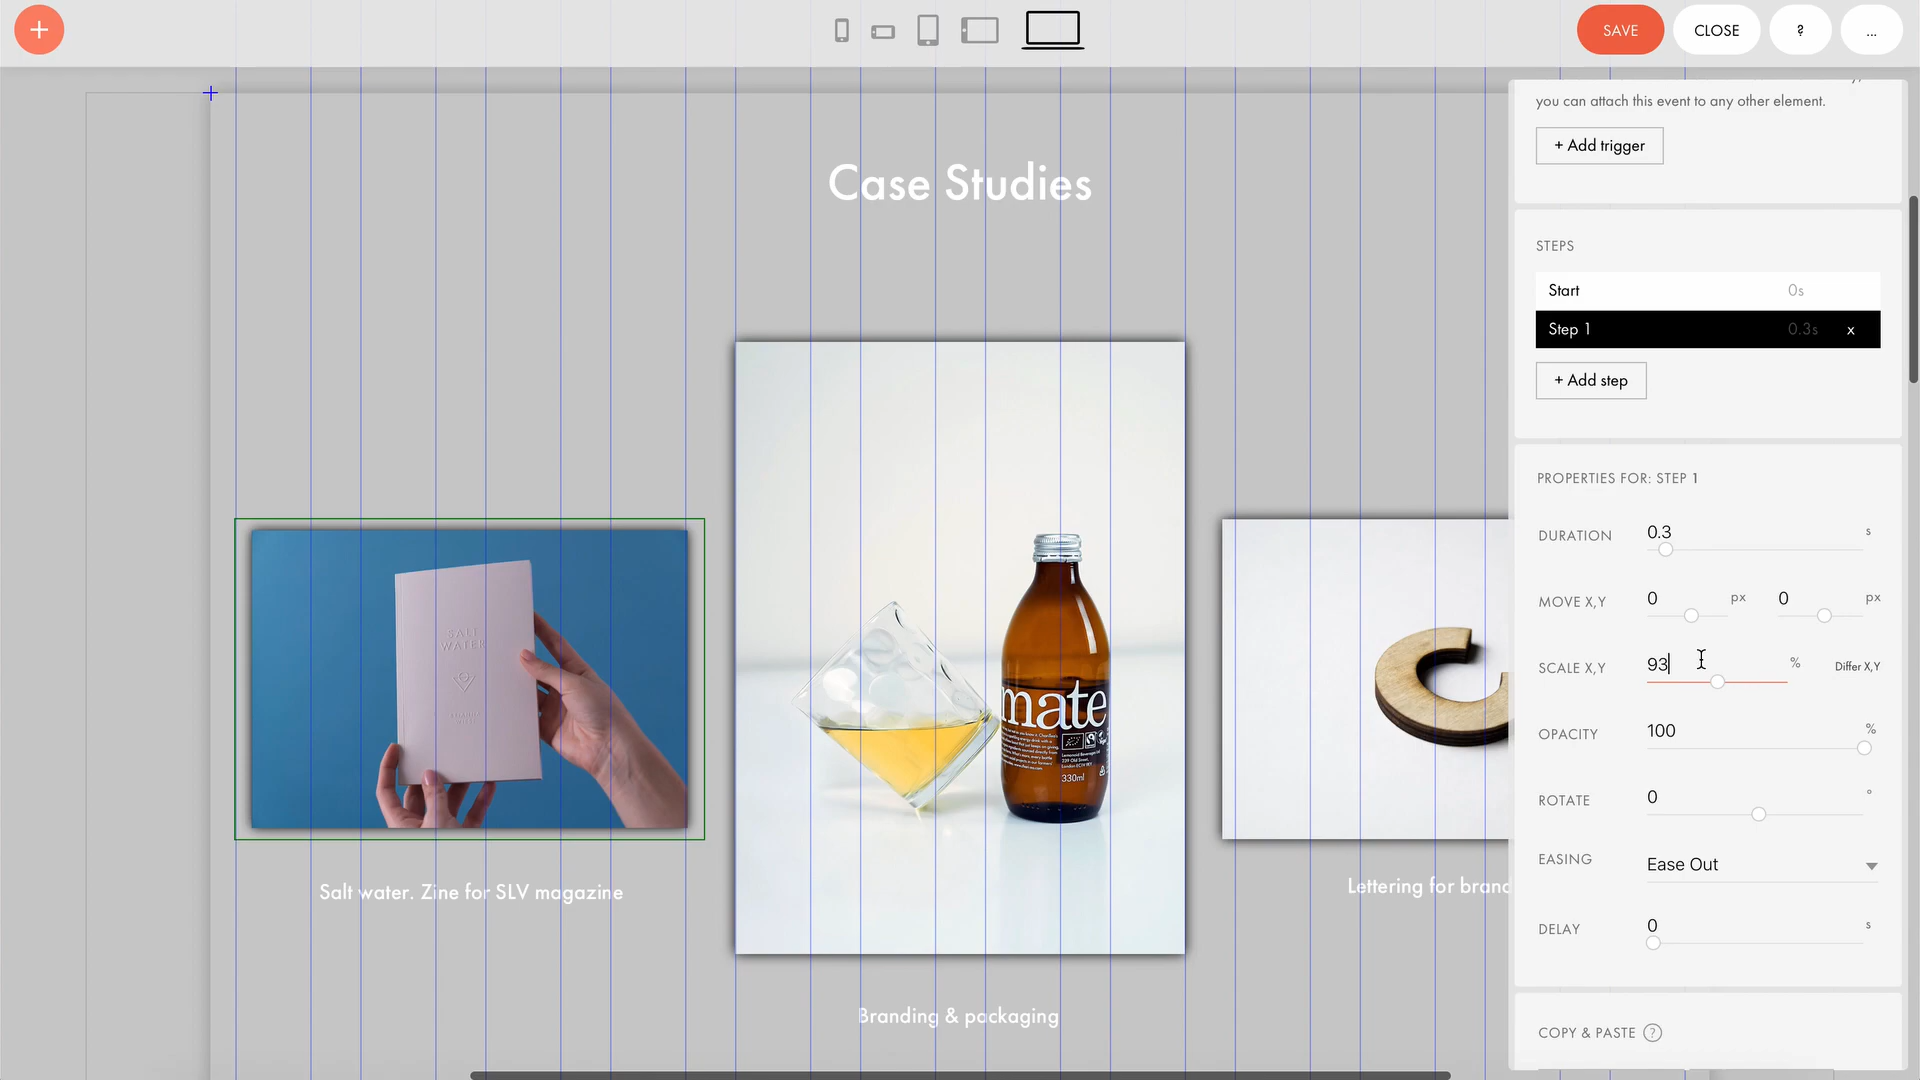 +
SAVE
CLOSE
?
...
you can attach this event to any other element.
+ Add trigger
Case Studies
STEPS
Start 0s
Step 1 0.3s x
+ Add step
PROPERTIES FOR: STEP 1
DURATION 0.3 s
MOVE X,Y 0 px 0 px
SCALE X,Y 93 % Differ X,Y
OPACITY 100 %
ROTATE 0 °
EASING Ease Out
DELAY 0 s
COPY & PASTE ?
SALT
WATER
mate
330ml
Salt water. Zine for SLV magazine
Lettering for brand
Branding & packaging